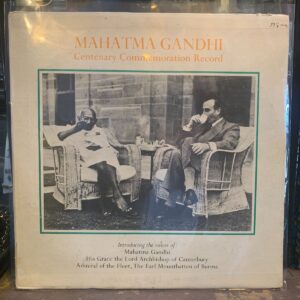 MAHATMA GANDHI
Centenary Commemoration Record
Introducing the voices of:
Mahatma Gandhi
His Grace the Lord Archbishop of Canterbury
Admiral of the Fleet, The Earl Mountbatten of Burma.